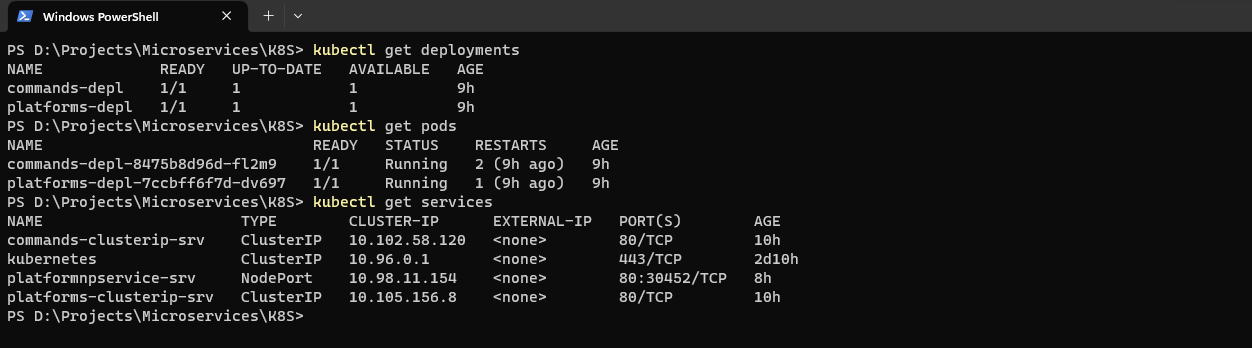 Windows PowerShell
PS D:\Projects\Microservices\K8S> kubectl get deployments
NAME             READY   UP-TO-DATE   AVAILABLE   AGE
commands-depl    1/1     1            1           9h
platforms-depl   1/1     1            1           9h
PS D:\Projects\Microservices\K8S> kubectl get pods
NAME                              READY   STATUS    RESTARTS     AGE
commands-depl-8475b8d96d-fl2m9    1/1     Running   2 (9h ago)   9h
platforms-depl-7ccbff6f7d-dv697   1/1     Running   1 (9h ago)   9h
PS D:\Projects\Microservices\K8S> kubectl get services
NAME                      TYPE        CLUSTER-IP      EXTERNAL-IP   PORT(S)        AGE
commands-clusterip-srv    ClusterIP   10.102.58.120   <none>        80/TCP         10h
kubernetes                ClusterIP   10.96.0.1       <none>        443/TCP        2d10h
platformnpservice-srv     NodePort    10.98.11.154    <none>        80:30452/TCP   8h
platforms-clusterip-srv   ClusterIP   10.105.156.8    <none>        80/TCP         10h
PS D:\Projects\Microservices\K8S>